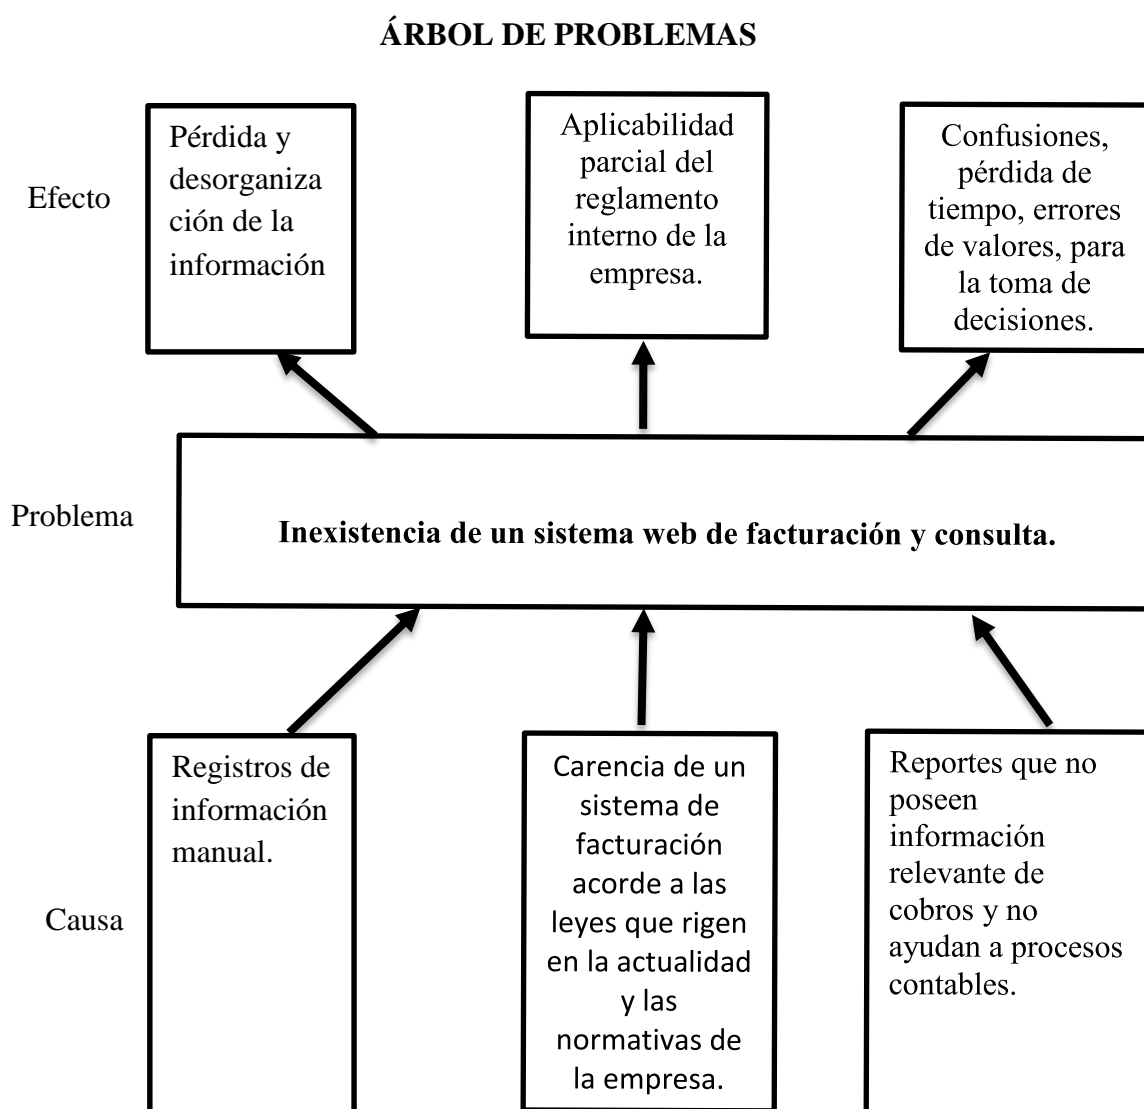 ÁRBOL DE PROBLEMAS
Efecto
Pérdida y
desorganiza
ción de la
información
Aplicabilidad
parcial del
reglamento
interno de la
empresa.
Confusiones,
pérdida de
tiempo, errores
de valores, para
la toma de
decisiones.
Problema
Inexistencia de un sistema web de facturación y consulta.
Causa
Registros de
información
manual.
Carencia de un
sistema de
facturación
acorde a las
leyes que rigen
en la actualidad
y las
normativas de
la empresa.
Reportes que no
poseen
información
relevante de
cobros y no
ayudan a procesos
contables.